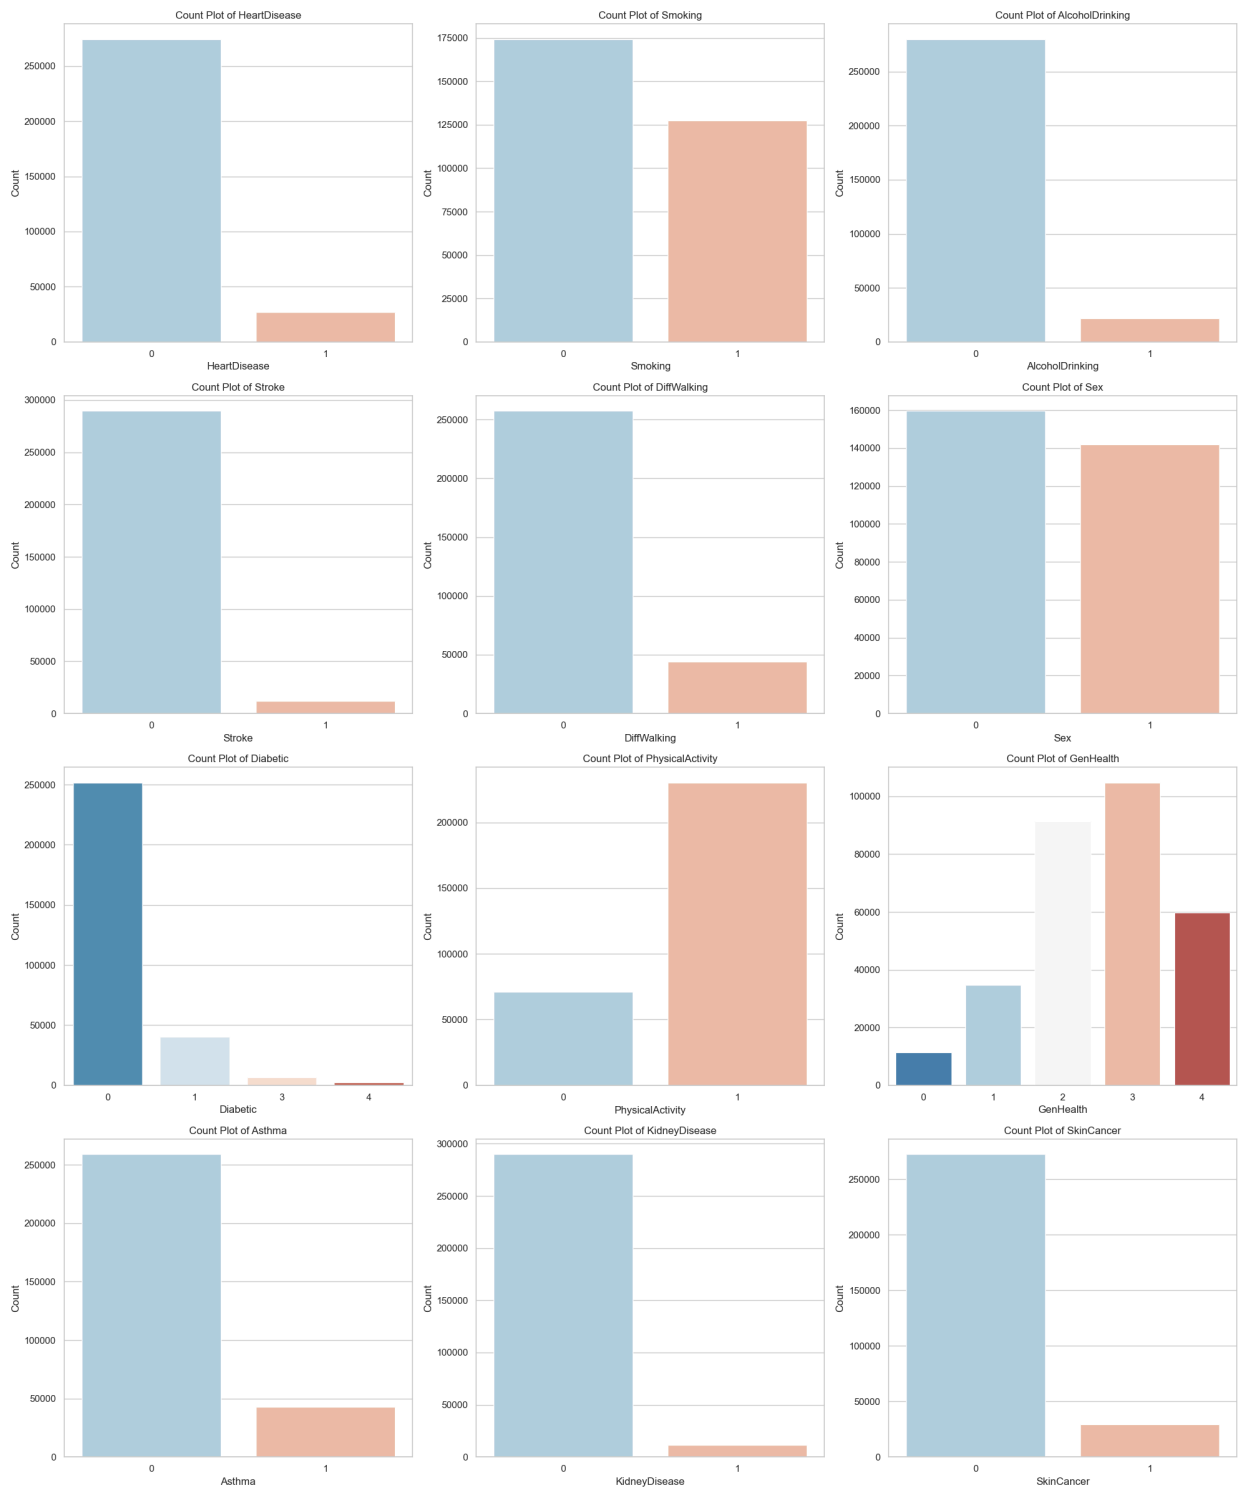 Count Plot of HeartDisease
250000
200000
150000
100000
50000
0
Count
0 1
HeartDisease
Count Plot of Smoking
175000
150000
125000
100000
75000
50000
25000
0
Count
0 1
Smoking
Count Plot of AlcoholDrinking
250000
200000
150000
100000
50000
0
Count
0 1
AlcoholDrinking
Count Plot of Stroke
300000
250000
200000
150000
100000
50000
0
Count
0 1
Stroke
Count Plot of DiffWalking
250000
200000
150000
100000
50000
0
Count
0 1
DiffWalking
Count Plot of Sex
160000
140000
120000
100000
80000
60000
40000
20000
0
Count
0 1
Sex
Count Plot of Diabetic
250000
200000
150000
100000
50000
0
Count
0 1 3 4
Diabetic
Count Plot of PhysicalActivity
200000
150000
100000
50000
0
Count
0 1
PhysicalActivity
Count Plot of GenHealth
100000
80000
60000
40000
20000
0
Count
0 1 2 3 4
GenHealth
Count Plot of Asthma
250000
200000
150000
100000
50000
0
Count
0 1
Asthma
Count Plot of KidneyDisease
300000
250000
200000
150000
100000
50000
0
Count
0 1
KidneyDisease
Count Plot of SkinCancer
250000
200000
150000
100000
50000
0
Count
0 1
SkinCancer